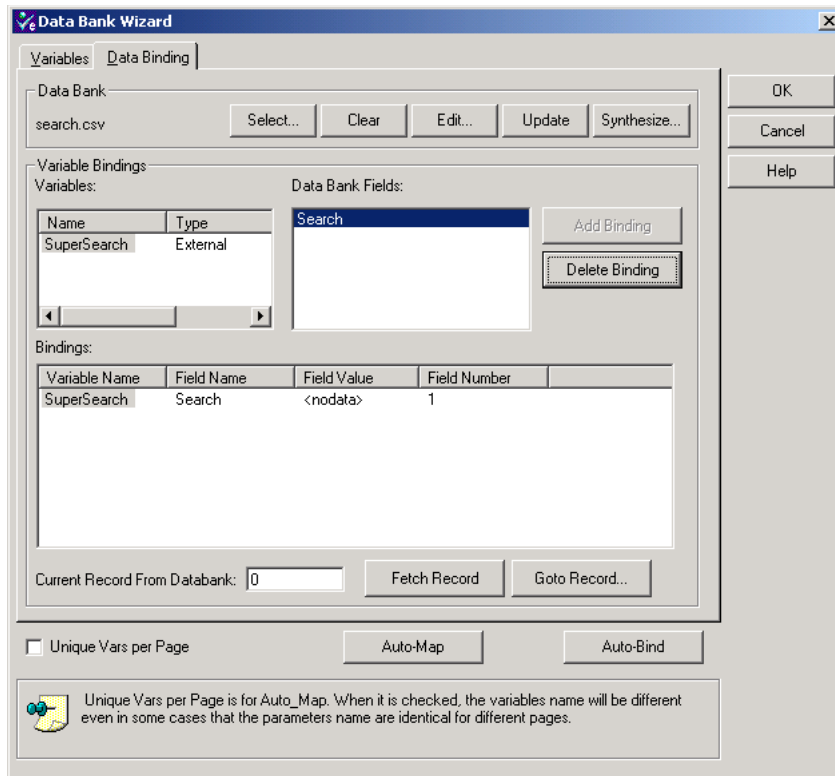 Data Bank Wizard
Variables Data Binding
Data Bank
search.csv Select... Clear Edit... Update Synthesize...
OK
Cancel
Help
Variable Bindings
Variables: Data Bank Fields:
Name Type
SuperSearch External
Search
Add Binding
Delete Binding
Bindings:
Variable Name Field Name Field Value Field Number
SuperSearch Search <nodata> 1
Current Record From Databank: 0 Fetch Record Goto Record...
Unique Vars per Page Auto-Map Auto-Bind
Unique Vars per Page is for Auto_Map. When it is checked, the variables name will be different
even in some cases that the parameters name are identical for different pages.